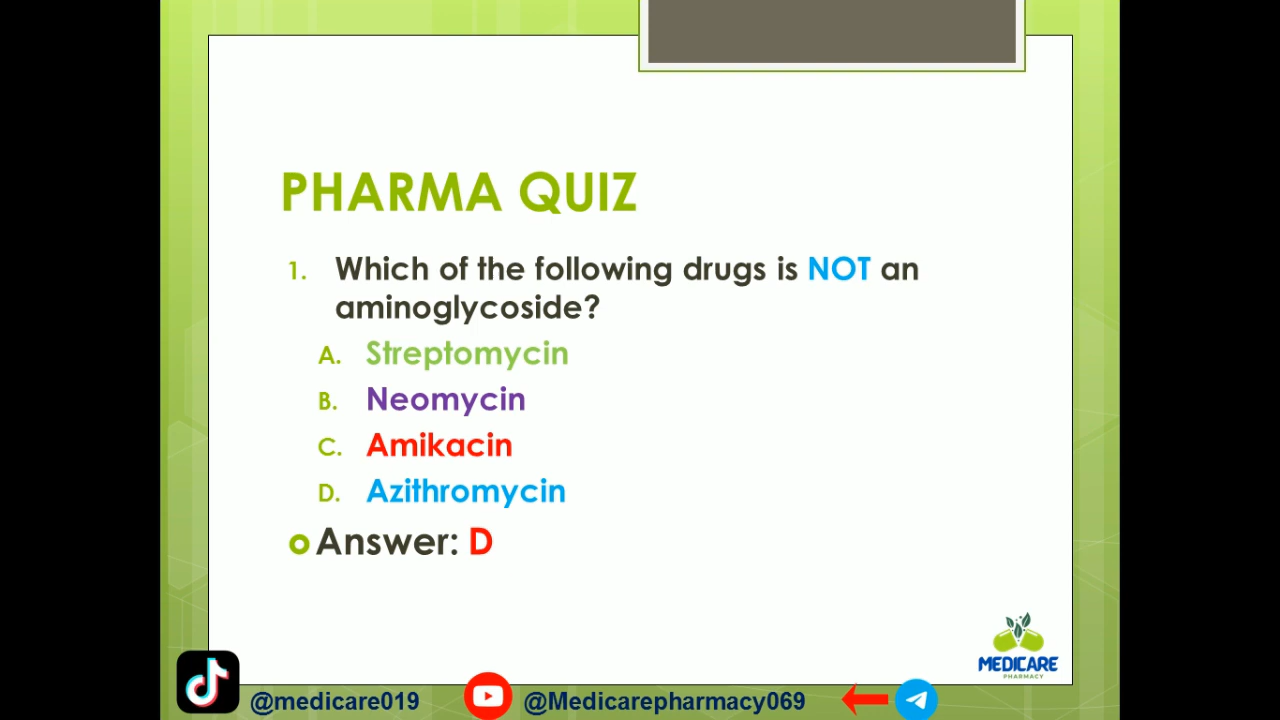 PHARMA QUIZ
1. Which of the following drugs is NOT an
aminoglycoside?
A. Streptomycin
B. Neomycin
C. Amikacin
D. Azithromycin
Answer: D
MEDICARE
PHARMACY
@medicare019
@Medicarepharmacy069